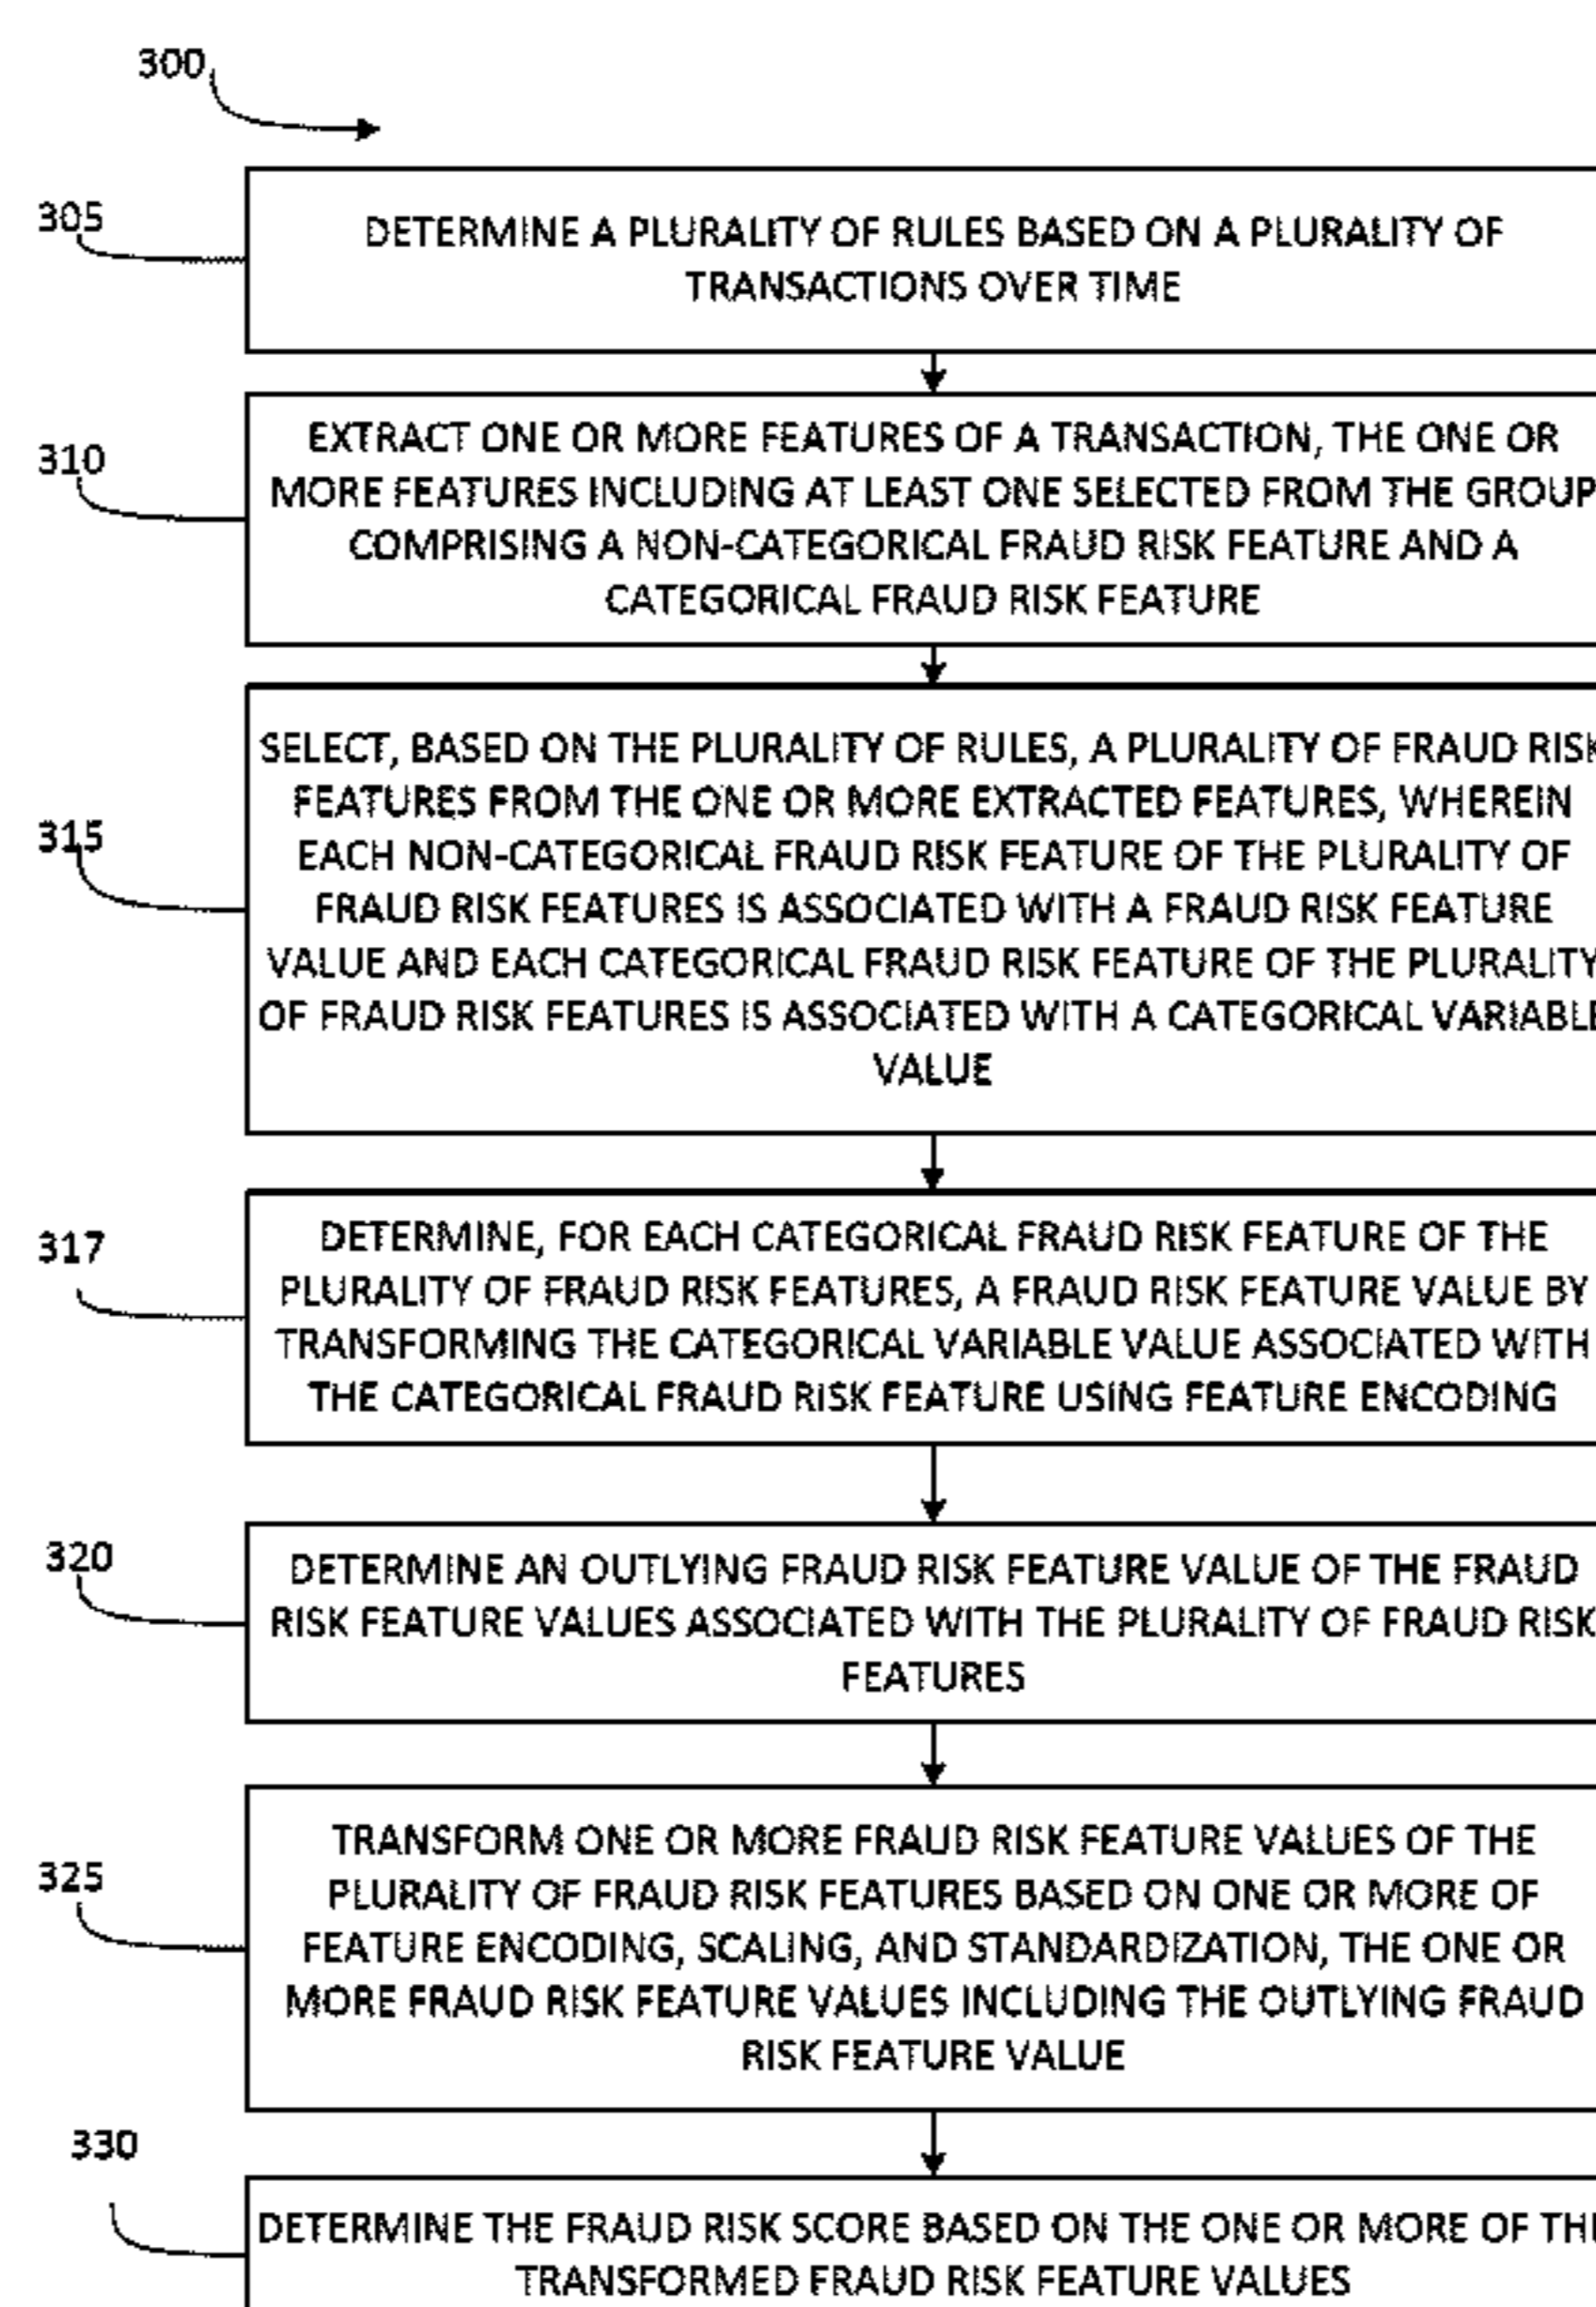 300
305
DETERMINE A PLURALITY OF RULES BASED ON A PLURALITY OF
TRANSACTIONS OVER TIME
310
EXTRACT ONE OR MORE FEATURES OF A TRANSACTION, THE ONE OR
MORE FEATURES INCLUDING AT LEAST ONE SELECTED FROM THE GROUP
COMPRISING A NON-CATEGORICAL FRAUD RISK FEATURE AND A
CATEGORICAL FRAUD RISK FEATURE
315
SELECT, BASED ON THE PLURALITY OF RULES, A PLURALITY OF FRAUD RISK
FEATURES FROM THE ONE OR MORE EXTRACTED FEATURES, WHEREIN
EACH NON-CATEGORICAL FRAUD RISK FEATURE OF THE PLURALITY OF
FRAUD RISK FEATURES IS ASSOCIATED WITH A FRAUD RISK FEATURE
VALUE AND EACH CATEGORICAL FRAUD RISK FEATURE OF THE PLURALITY
OF FRAUD RISK FEATURES IS ASSOCIATED WITH A CATEGORICAL VARIABLE
VALUE
317
DETERMINE, FOR EACH CATEGORICAL FRAUD RISK FEATURE OF THE
PLURALITY OF FRAUD RISK FEATURES, A FRAUD RISK FEATURE VALUE BY
TRANSFORMING THE CATEGORICAL VARIABLE VALUE ASSOCIATED WITH
THE CATEGORICAL FRAUD RISK FEATURE USING FEATURE ENCODING
320
DETERMINE AN OUTLYING FRAUD RISK FEATURE VALUE OF THE FRAUD
RISK FEATURE VALUES ASSOCIATED WITH THE PLURALITY OF FRAUD RISK
FEATURES
325
TRANSFORM ONE OR MORE FRAUD RISK FEATURE VALUES OF THE
PLURALITY OF FRAUD RISK FEATURES BASED ON ONE OR MORE OF
FEATURE ENCODING, SCALING, AND STANDARDIZATION, THE ONE OR
MORE FRAUD RISK FEATURE VALUES INCLUDING THE OUTLYING FRAUD
RISK FEATURE VALUE
330
DETERMINE THE FRAUD RISK SCORE BASED ON THE ONE OR MORE OF THE
TRANSFORMED FRAUD RISK FEATURE VALUES